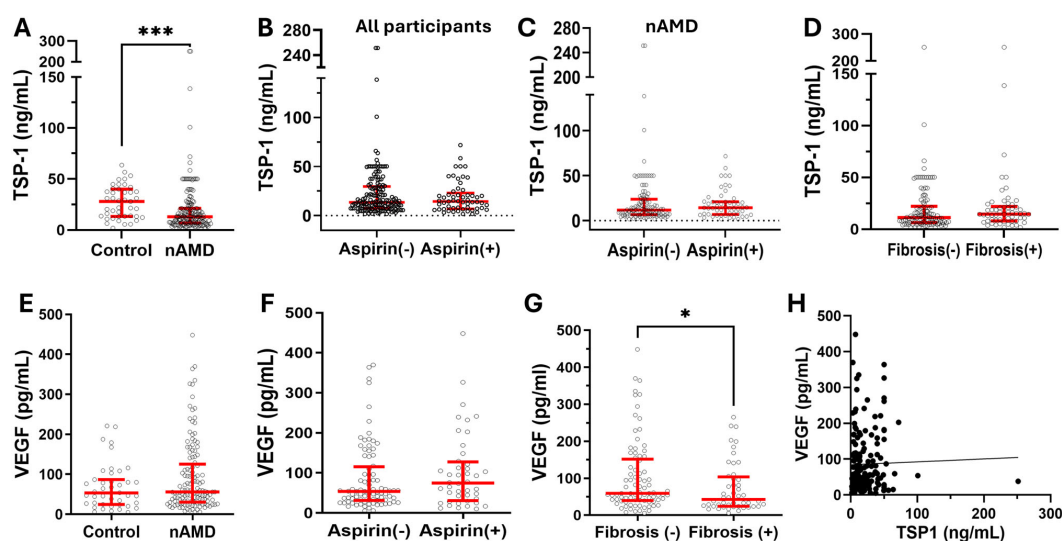 A
***
TSP-1 (ng/mL)
300
200
150
100
50
0
Control nAMD
B
All participants
TSP-1 (ng/mL)
280
240
100
50
0
Aspirin(-) Aspirin(+)
C
nAMD
TSP-1 (ng/mL)
280
240
200
100
50
0
Aspirin(-) Aspirin(+)
D
TSP-1 (ng/mL)
300
200
150
100
50
0
Fibrosis(-) Fibrosis(+)
E
VEGF (pg/mL)
500
400
300
200
100
0
Control nAMD
F
VEGF (pg/mL)
500
400
300
200
100
0
Aspirin(-) Aspirin(+)
G
*
VEGF (pg/ml)
500
400
300
200
100
0
Fibrosis (-) Fibrosis (+)
H
VEGF (pg/mL)
500
400
300
200
100
0
0 100 200 300
TSP1 (ng/mL)